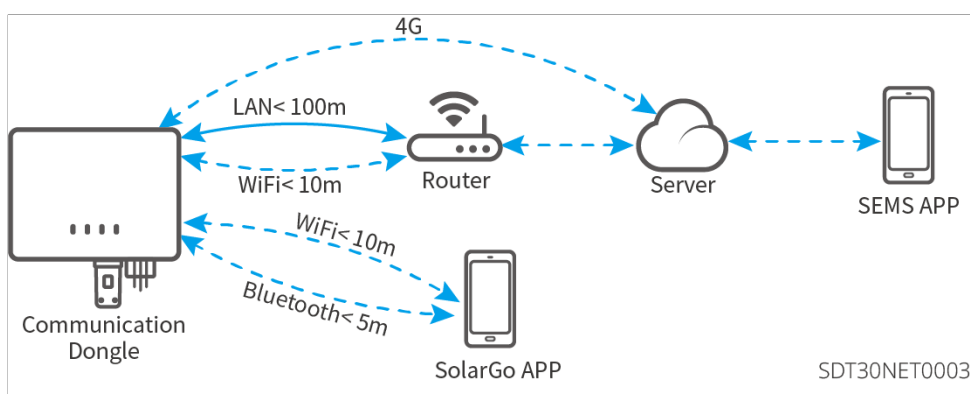 4G
LAN< 100m
WiFi< 10m
Router
Server
SEMS APP
WiFi< 10m
Bluetooth< 5m
Communication
Dongle
SolarGo APP
SDT30NET0003